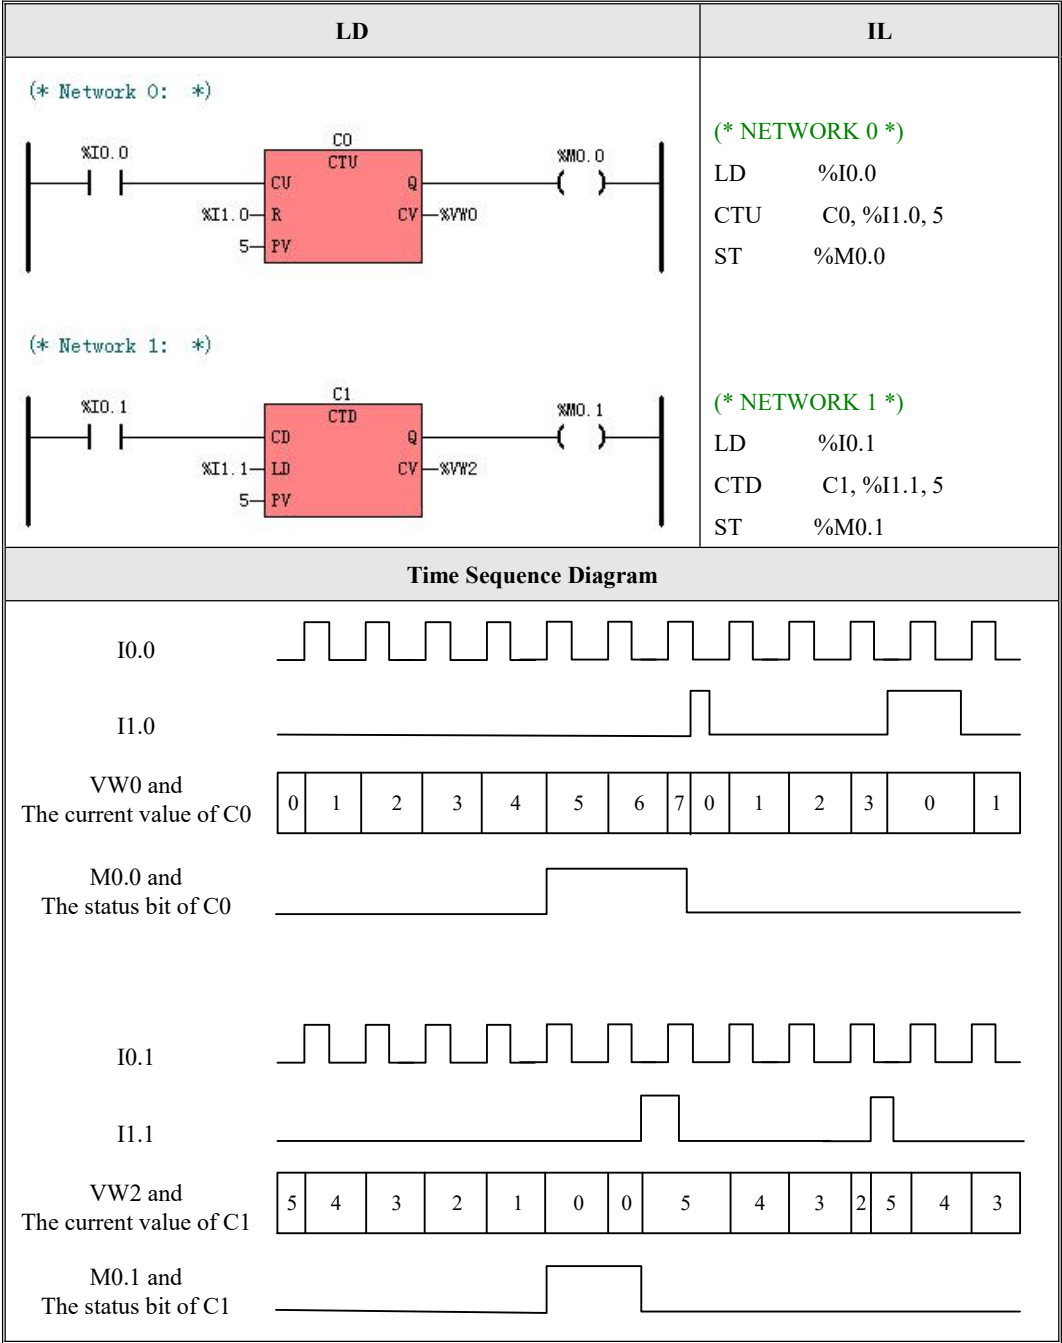 LD
IL
(* Network 0:  *)
%I0.0
C0
CTU
CU
Q
%M0.0
%I1.0
R
CV
%VW0
5
PV
(* Network 1:  *)
%I0.1
C1
CTD
CD
Q
%M0.1
%I1.1
LD
CV
%VW2
5
PV
(* NETWORK 0 *)
LD %I0.0
CTU C0, %I1.0, 5
ST %M0.0
(* NETWORK 1 *)
LD %I0.1
CTD C1, %I1.1, 5
ST %M0.1
Time Sequence Diagram
I0.0
I1.0
VW0 and
The current value of C0
0 1 2 3 4 5 6 7 0 1 2 3 0 1
M0.0 and
The status bit of C0
I0.1
I1.1
VW2 and
The current value of C1
5 4 3 2 1 0 0 5 4 3 2 5 4 3
M0.1 and
The status bit of C1